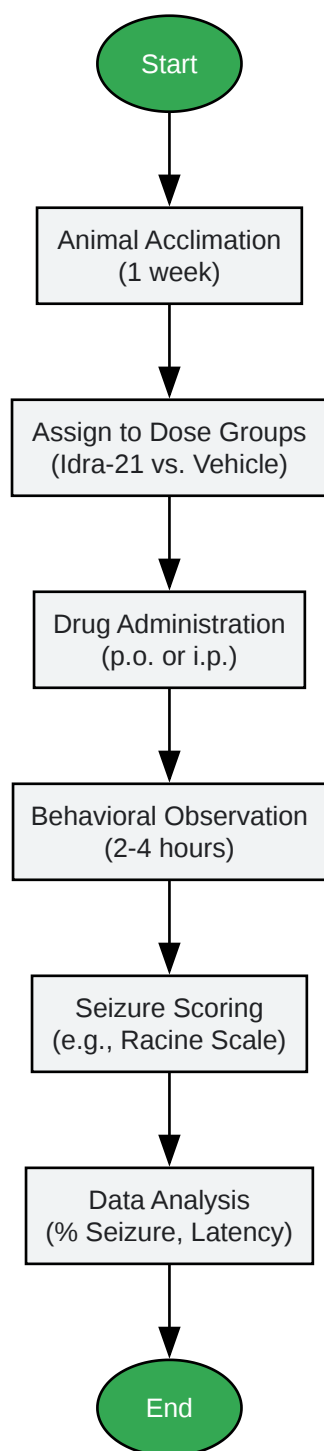 Start
Animal Acclimation
(1 week)
Assign to Dose Groups
(Idra-21 vs. Vehicle)
Drug Administration
(p.o. or i.p.)
Behavioral Observation
(2-4 hours)
Seizure Scoring
(e.g., Racine Scale)
Data Analysis
(% Seizure, Latency)
End